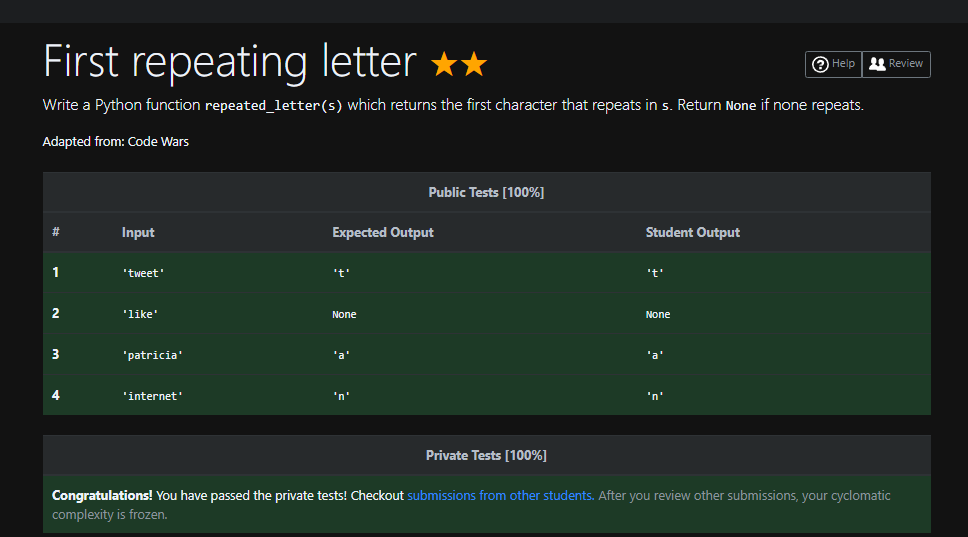 First repeating letter ★★
Help Review
Write a Python function repeated_letter(s) which returns the first character that repeats in s. Return None if none repeats.
Adapted from: Code Wars
Public Tests [100%]
# Input Expected Output Student Output
1 'tweet' 't' 't'
2 'like' None None
3 'patricia' 'a' 'a'
4 'internet' 'n' 'n'
Private Tests [100%]
Congratulations! You have passed the private tests! Checkout submissions from other students. After you review other submissions, your cyclomatic
complexity is frozen.